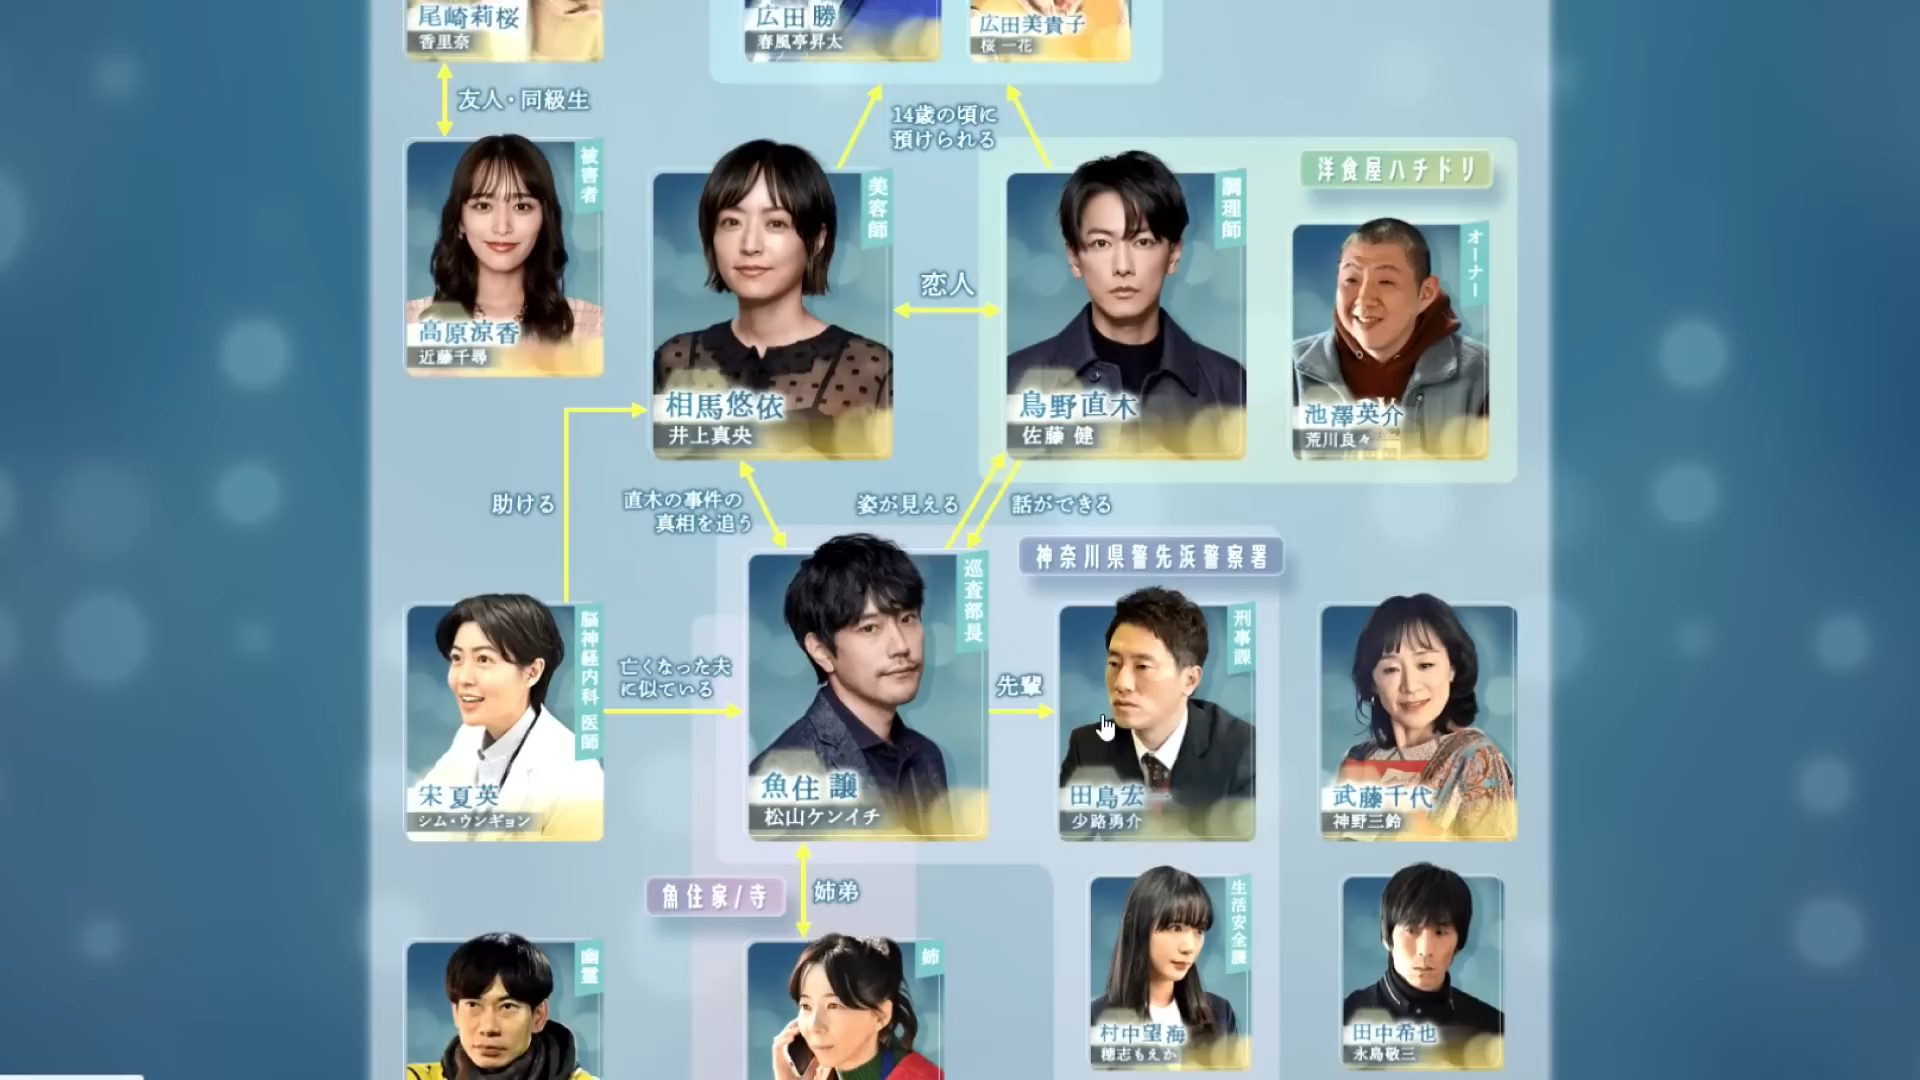 尾崎莉桜
香里奈
広田 勝
春風亭昇太
広田美貴子
桜 一花
友人・同級生
14歳の頃に
預けられる
被害者
高原涼香
近藤千尋
美容師
相馬悠依
井上真央
恋人
調理師
鳥野直木
佐藤 健
洋食屋ハチドリ
オーナー
池澤英介
荒川良々
助ける
直木の事件の
真相を追う
姿が見える
話ができる
神奈川県警先浜警察署
脳神経内科 医師
宋 夏英
シム・ウンギョン
亡くなった夫
に似ている
巡査部長
魚住 譲
松山ケンイチ
先輩
刑事課
田島宏一
少路勇介
武藤千代
神野三鈴
魚住家/寺
姉弟
幽霊
姉
生活安全課
村中望海
穂志もえか
田中希也
永島敬三